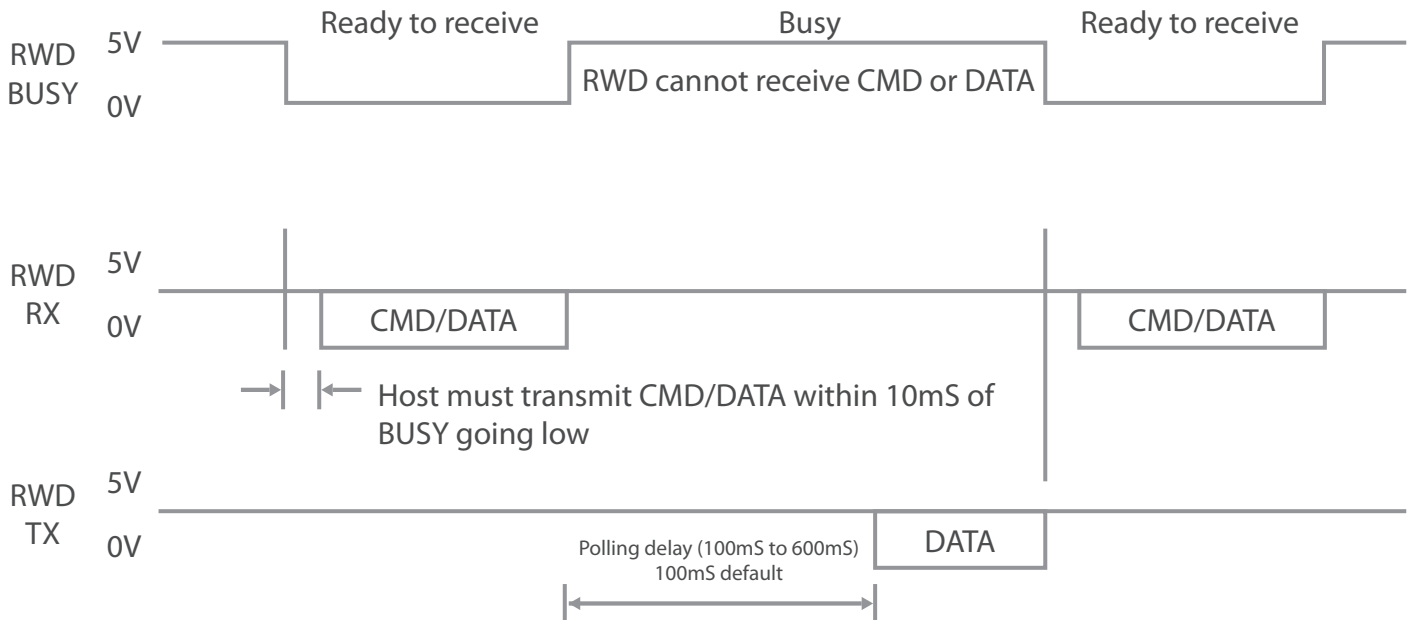 Ready to receive
Busy
Ready to receive
RWD
BUSY
5V
0V
RWD cannot receive CMD or DATA
RWD
RX
5V
0V
CMD/DATA
CMD/DATA
Host must transmit CMD/DATA within 10mS of
BUSY going low
RWD
TX
5V
0V
Polling delay (100mS to 600mS)
100mS default
DATA